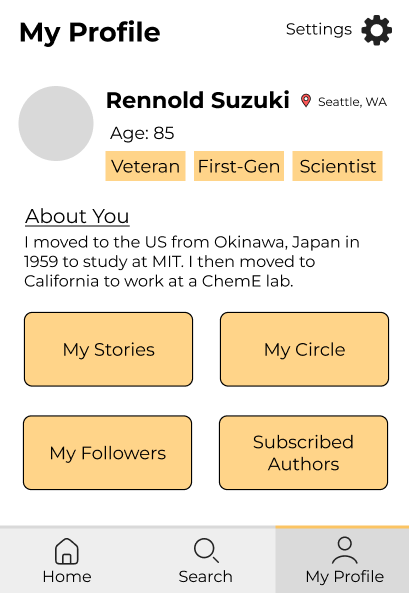 My Profile
Settings
Rennold Suzuki
Seattle, WA
Age: 85
Veteran
First-Gen
Scientist
About You
I moved to the US from Okinawa, Japan in
1959 to study at MIT. I then moved to
California to work at a ChemE lab.
My Stories
My Circle
My Followers
Subscribed
Authors
Home
Search
My Profile